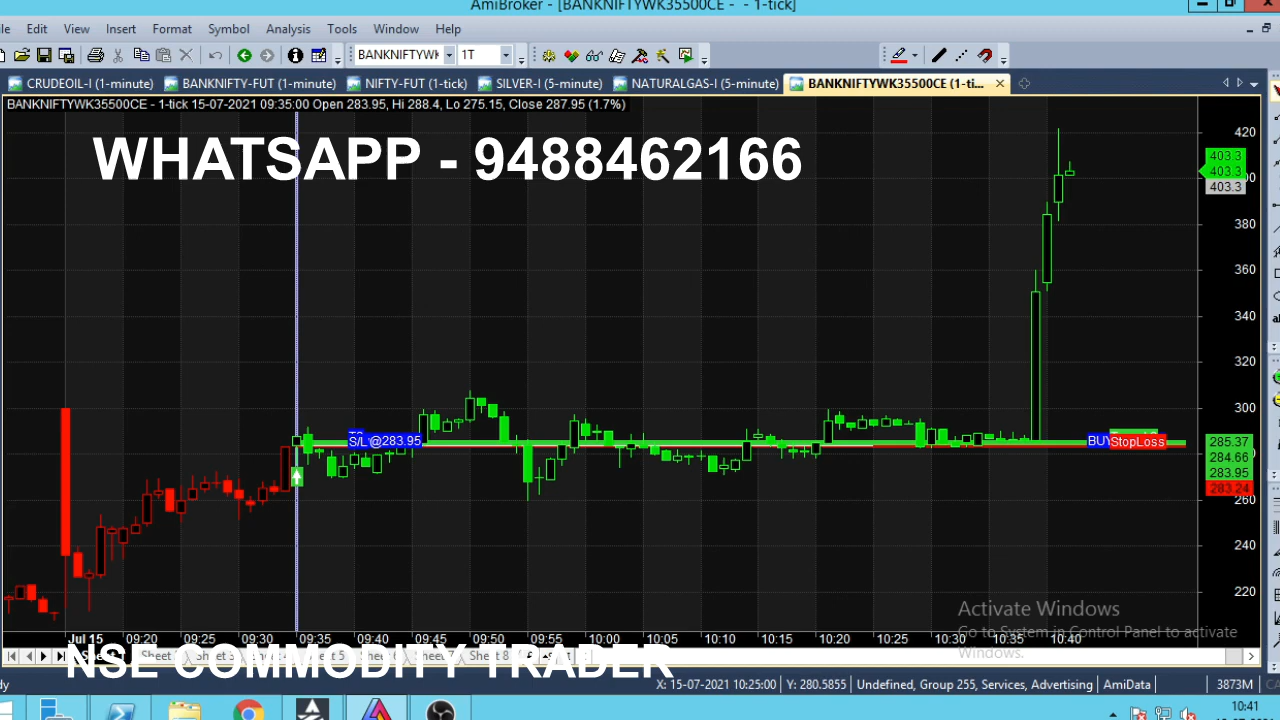 AmiBroker - [BANKNIFTYWK35500CE - - 1-tick]
Edit View Insert Format Symbol Analysis Tools Window Help
BANKNIFTYWK 1T
CRUDEOIL-I (1-minute) BANKNIFTY-FUT (1-minute) NIFTY-FUT (1-tick) SILVER-I (5-minute) NATURALGAS-I (5-minute) BANKNIFTYWK35500CE (1-ti...
BANKNIFTYWK35500CE - 1-tick 15-07-2021 09:35:00 Open 283.95, Hi 288.4, Lo 275.15, Close 287.95 (1.7%)
WHATSAPP - 9488462166
420
403.3
403.3
403.3
380
360
340
320
300
S/L'@283.95
BUY
StopLoss
285.37
284.66
283.95
283.24
260
240
220
Activate Windows
Go to System in Control Panel to activate
Windows.
Jul 15 09:20 09:25 09:30 09:35 09:40 09:45 09:50 09:55 10:00 10:05 10:10 10:15 10:20 10:25 10:30 10:35 10:40
NSE COMMODITY TRADER
Sheet 8
X: 15-07-2021 10:25:00 Y: 280.5855 Undefined, Group 255, Services, Advertising AmiData 3873M
10:41